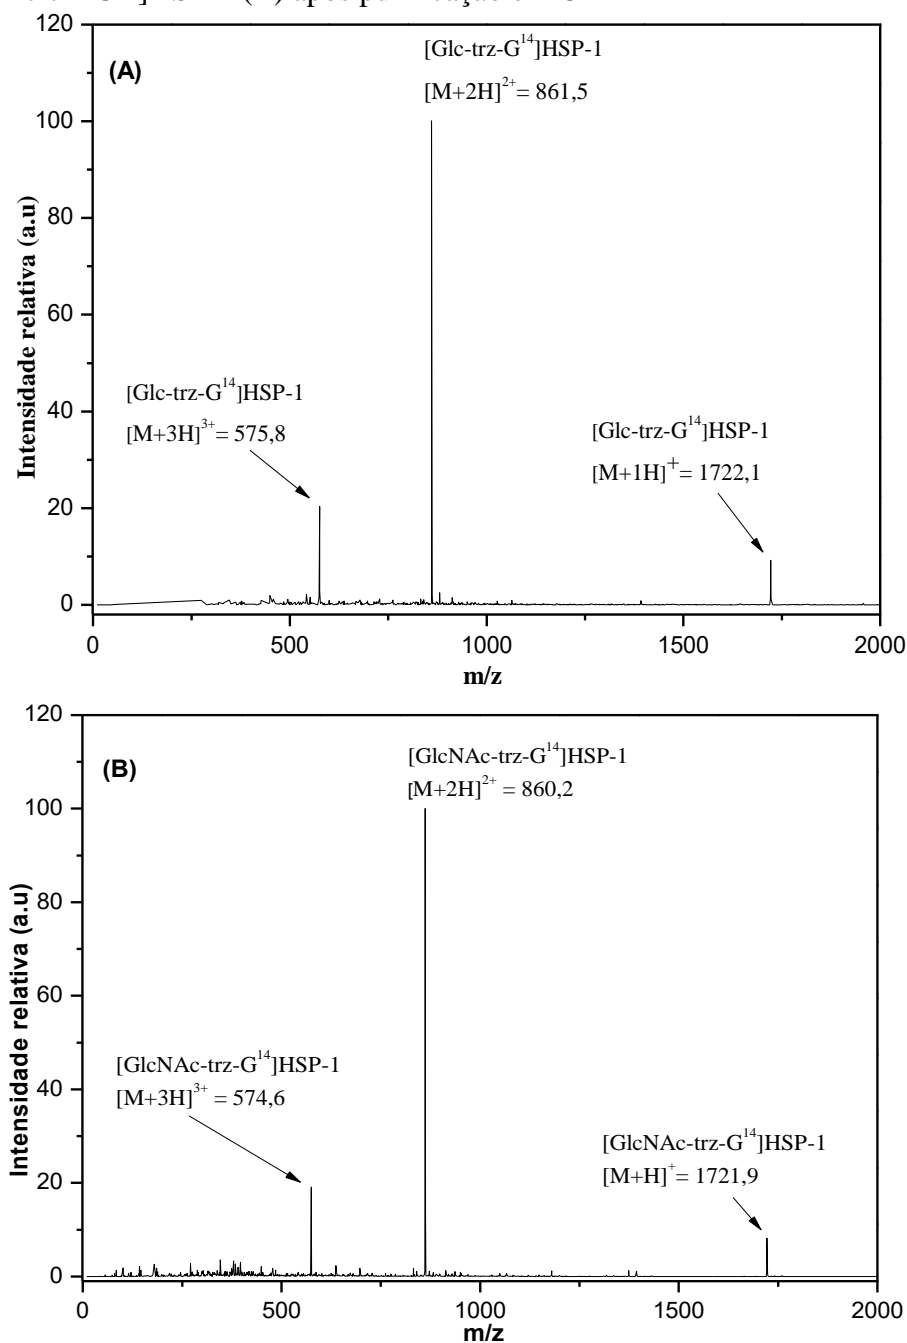 (A)
[Glc-trz-G¹⁴]HSP-1
[M+2H]²⁺= 861,5
[Glc-trz-G¹⁴]HSP-1
[M+3H]³⁺= 575,8
[Glc-trz-G¹⁴]HSP-1
[M+1H]⁺= 1722,1
Intensidade relativa (a.u)
120
100
80
60
40
20
0
0 500 1000 1500 2000
m/z
(B)
[GlcNAc-trz-G¹⁴]HSP-1
[M+2H]²⁺ = 860,2
[GlcNAc-trz-G¹⁴]HSP-1
[M+3H]³⁺ = 574,6
[GlcNAc-trz-G¹⁴]HSP-1
[M+H]⁺= 1721,9
Intensidade relativa (a.u)
120
100
80
60
40
20
0
0 500 1000 1500 2000
m/z